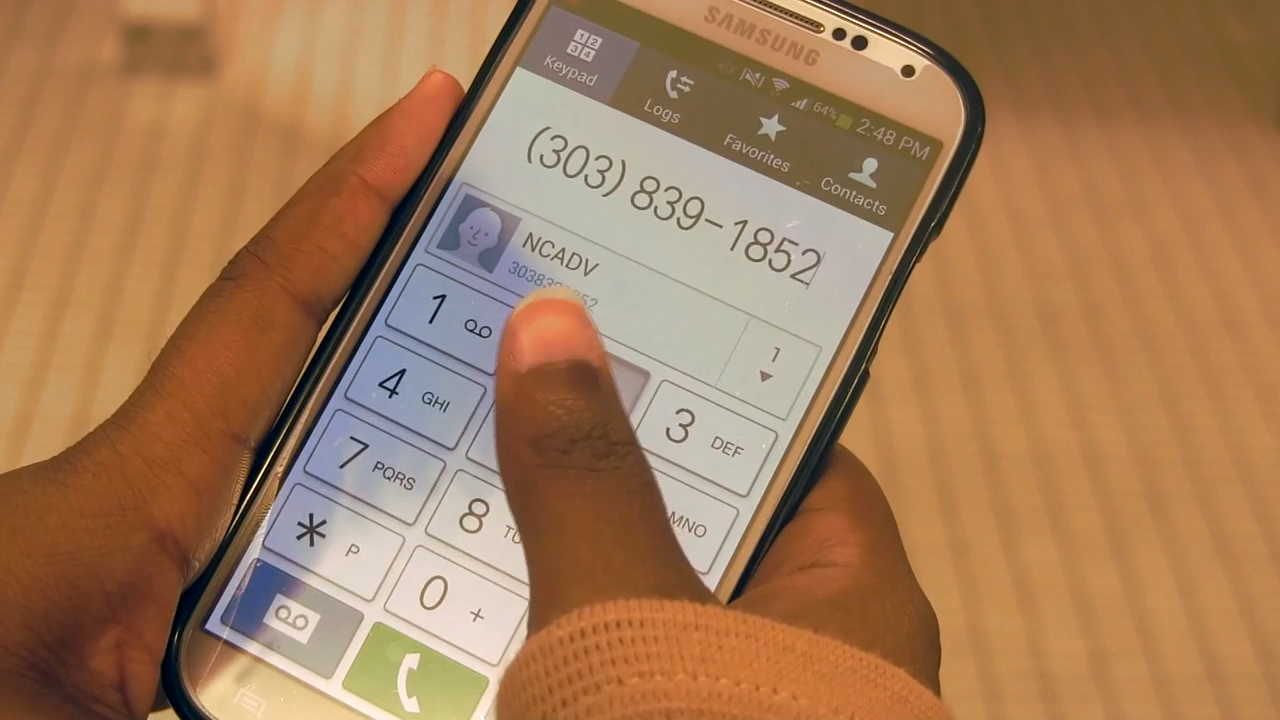 SAMSUNG
64% 2:48 PM
Keypad
Logs
Favorites
Contacts
(303) 839-1852
NCADV
1
1
4 GHI
3 DEF
7 PQRS
8
MNO
* P
0 +